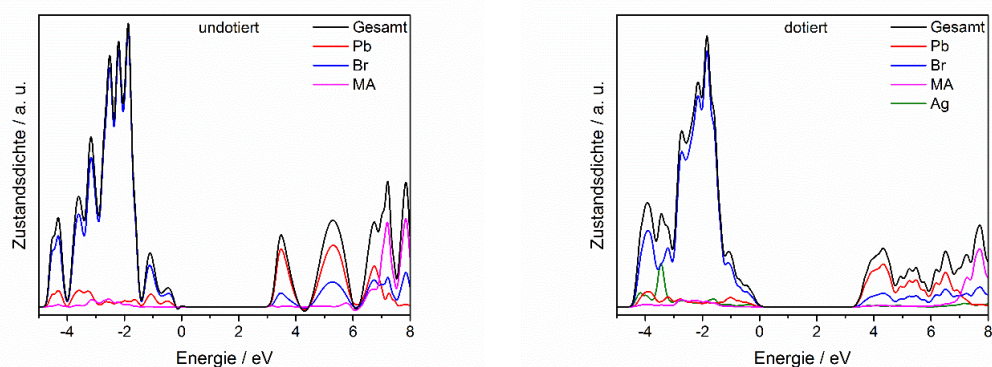 undotiert
Gesamt
Pb
Br
MA
Zustandsdichte / a. u.
-4 -2 0 2 4 6 8
Energie / eV
dotiert
Gesamt
Pb
Br
MA
Ag
Zustandsdichte / a. u.
-4 -2 0 2 4 6 8
Energie / eV